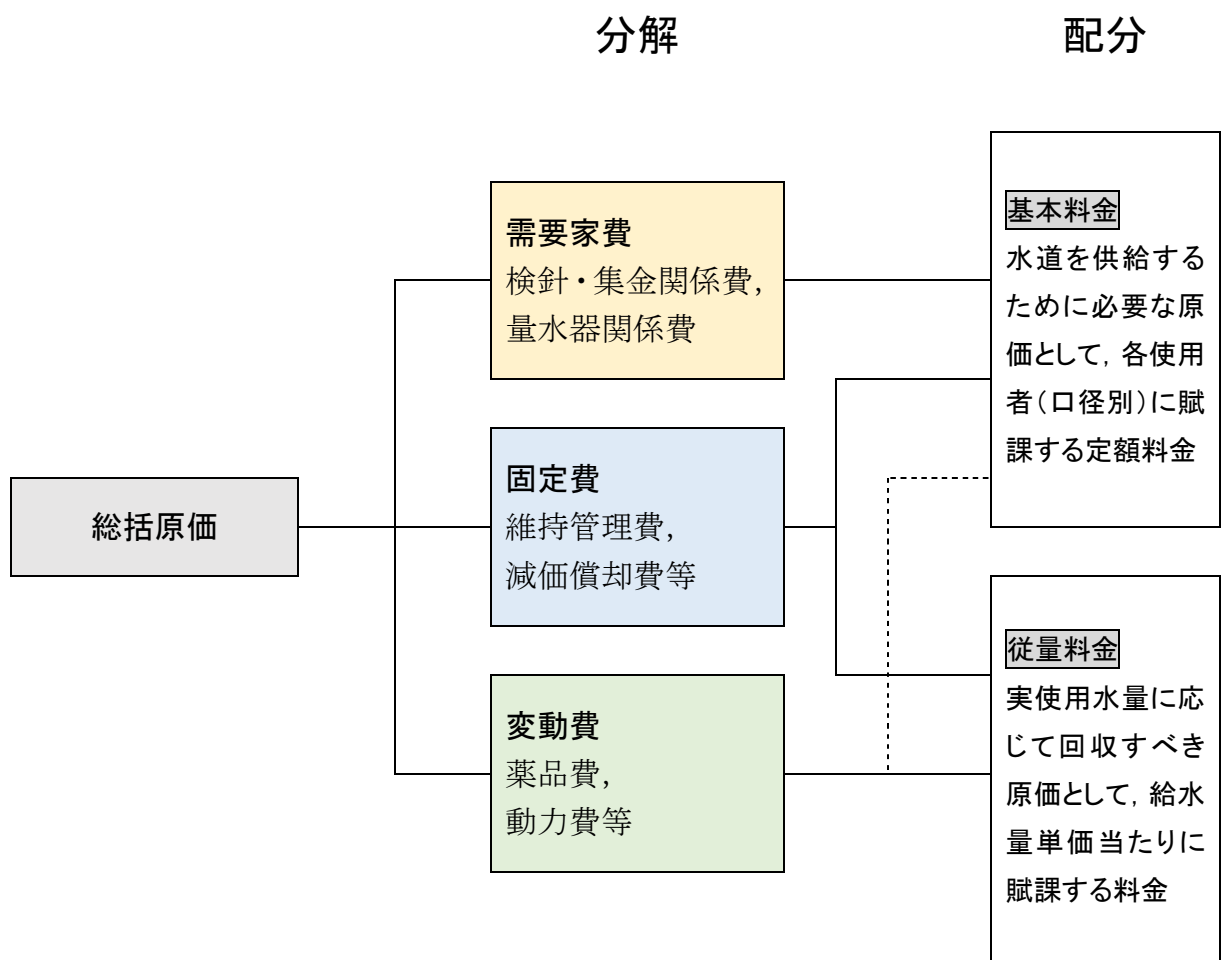 分解
配分
総括原価
需要家費
検針・集金関係費，
量水器関係費
固定費
維持管理費，
減価償却費等
変動費
薬品費，
動力費等
基本料金
水道を供給する
ために必要な原
価として，各使用
者（口径別）に賦
課する定額料金
従量料金
実使用水量に応
じて回収すべき
原価として，給水
量単価当たりに
賦課する料金